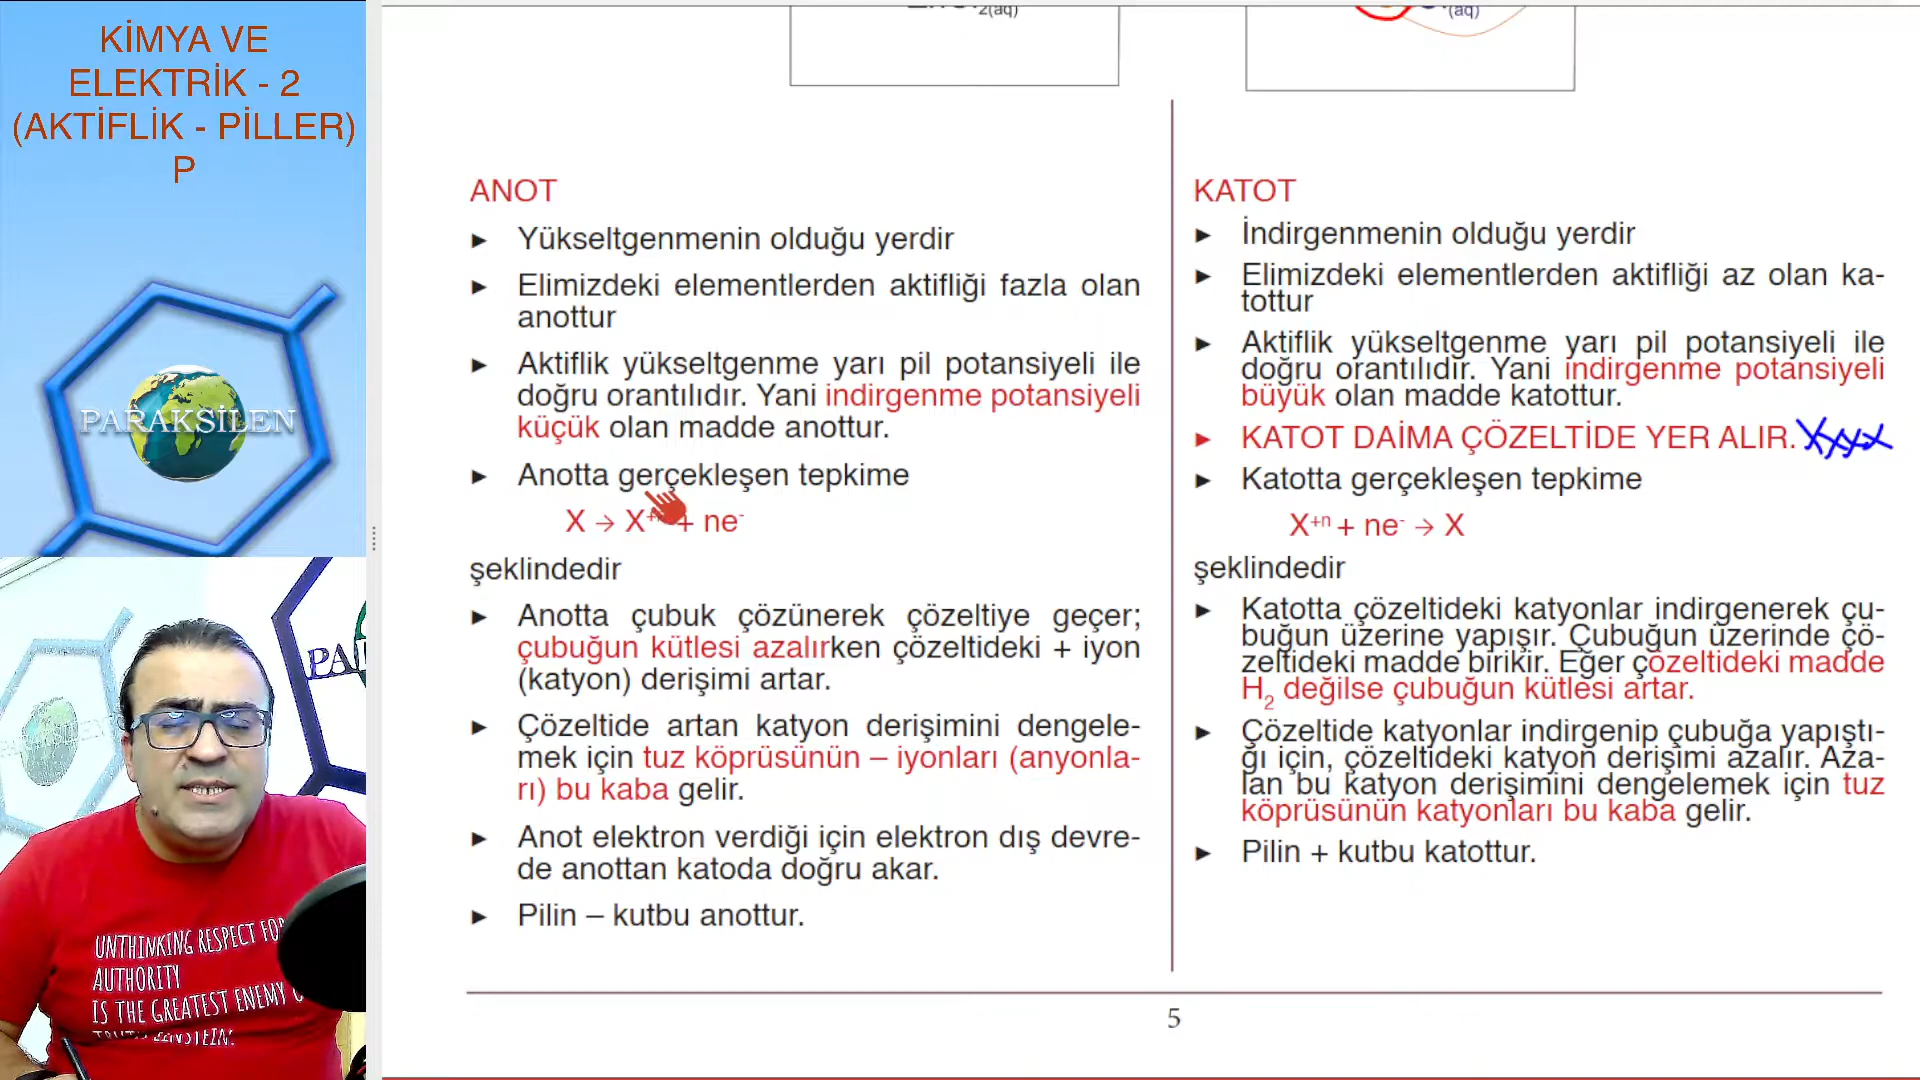 KİMYA VE
ELEKTRİK - 2
(AKTİFLİK - PİLLER)
P
PARAKSİLEN
UNTHINKING RESPECT FO
AUTHORITY
IS THE GREATEST ENEMY
2(aq)
(aq)
ANOT
► Yükseltgenmenin olduğu yerdir
► Elimizdeki elementlerden aktifliği fazla olan
anottur
► Aktiflik yükseltgenme yarı pil potansiyeli ile
doğru orantılıdır. Yani indirgenme potansiyeli
küçük olan madde anottur.
► Anotta gerçekleşen tepkime
X → X + ne⁻
şeklindedir
► Anotta çubuk çözünerek çözeltiye geçer;
çubuğun kütlesi azalırken çözeltideki + iyon
(katyon) derişimi artar.
► Çözeltide artan katyon derişimini dengele-
mek için tuz köprüsünün – iyonları (anyonla-
rı) bu kaba gelir.
► Anot elektron verdiği için elektron dış devre-
de anottan katoda doğru akar.
► Pilin – kutbu anottur.
KATOT
► İndirgenmenin olduğu yerdir
► Elimizdeki elementlerden aktifliği az olan ka-
tottur
► Aktiflik yükseltgenme yarı pil potansiyeli ile
doğru orantılıdır. Yani indirgenme potansiyeli
büyük olan madde katottur.
► KATOT DAİMA ÇÖZELTİDE YER ALIR.
► Katotta gerçekleşen tepkime
X⁺ⁿ + ne⁻ → X
şeklindedir
► Katotta çözeltideki katyonlar indirgenerek çu-
buğun üzerine yapışır. Çubuğun üzerinde çö-
zeltideki madde birikir. Eğer çözeltideki madde
H₂ değilse çubuğun kütlesi artar.
► Çözeltide katyonlar indirgenip çubuğa yapıştı-
ğı için, çözeltideki katyon derişimi azalır. Aza-
lan bu katyon derişimini dengelemek için tuz
köprüsünün katyonları bu kaba gelir.
► Pilin + kutbu katottur.
5